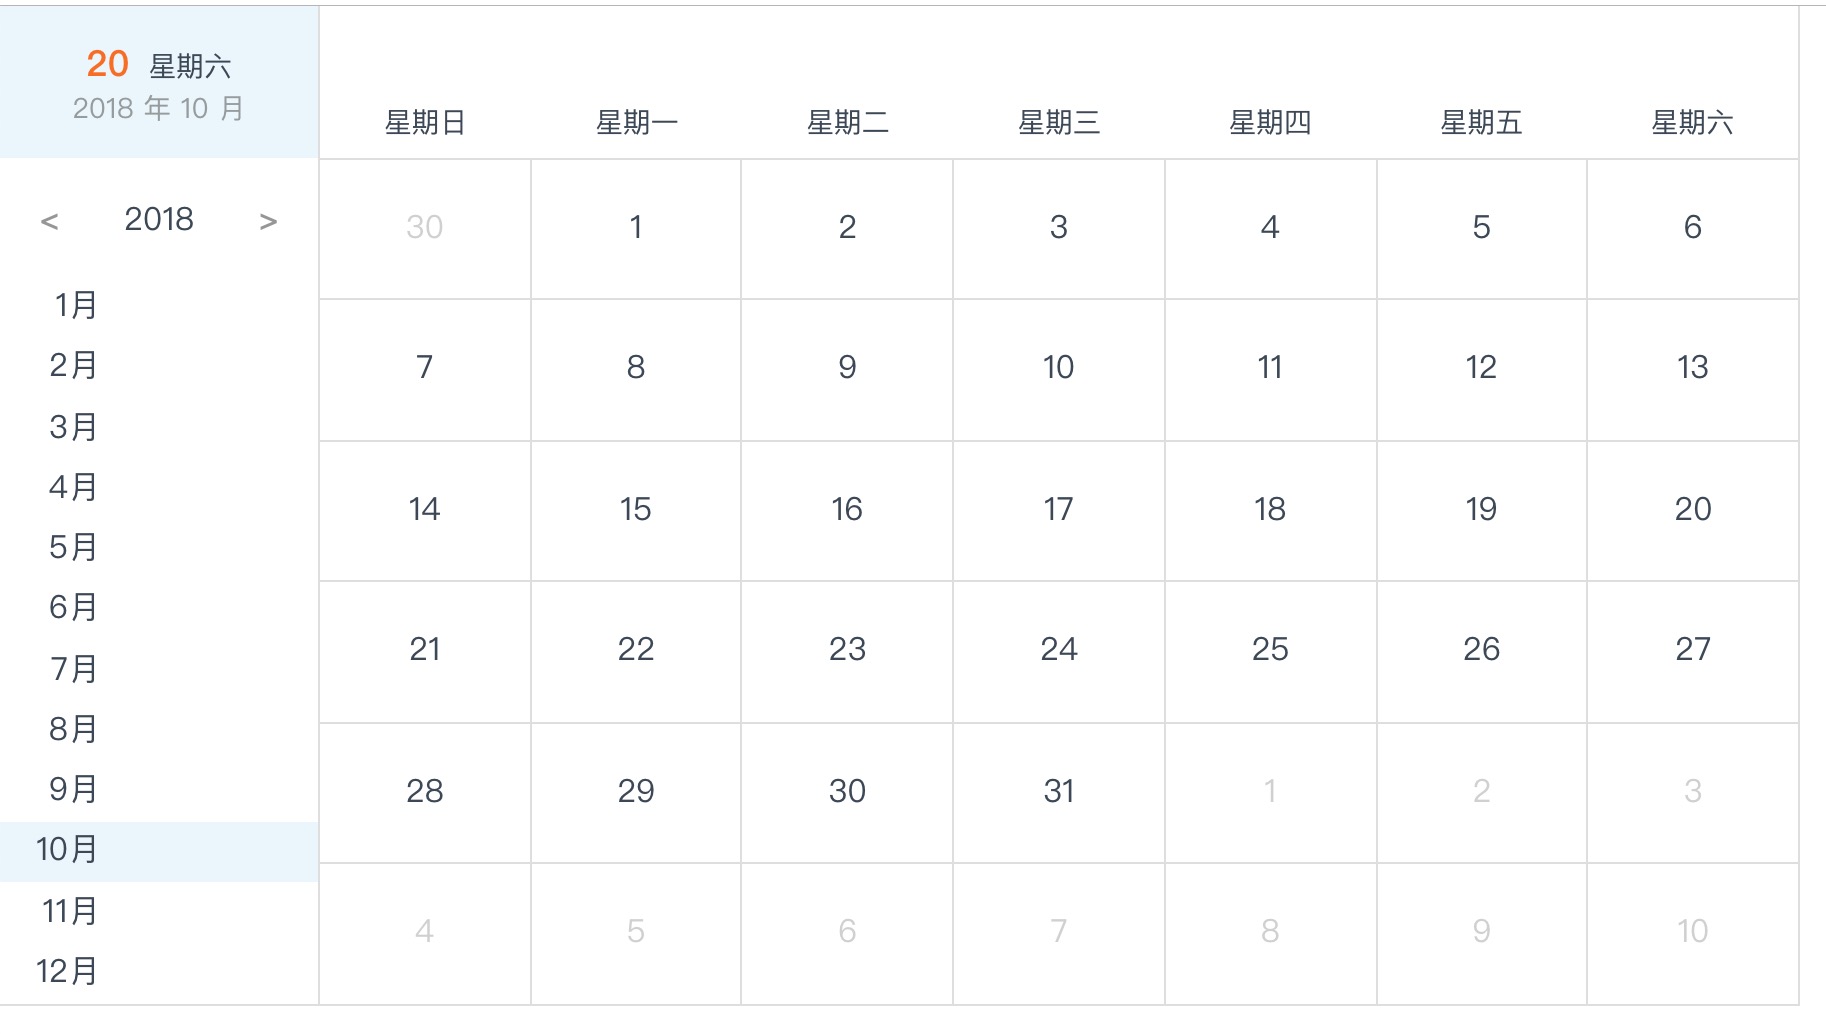 20 星期六
2018 年 10 月
< 2018 >
1月
2月
3月
4月
5月
6月
7月
8月
9月
10月
11月
12月
星期日 星期一 星期二 星期三 星期四 星期五 星期六
30 1 2 3 4 5 6
7 8 9 10 11 12 13
14 15 16 17 18 19 20
21 22 23 24 25 26 27
28 29 30 31 1 2 3
4 5 6 7 8 9 10